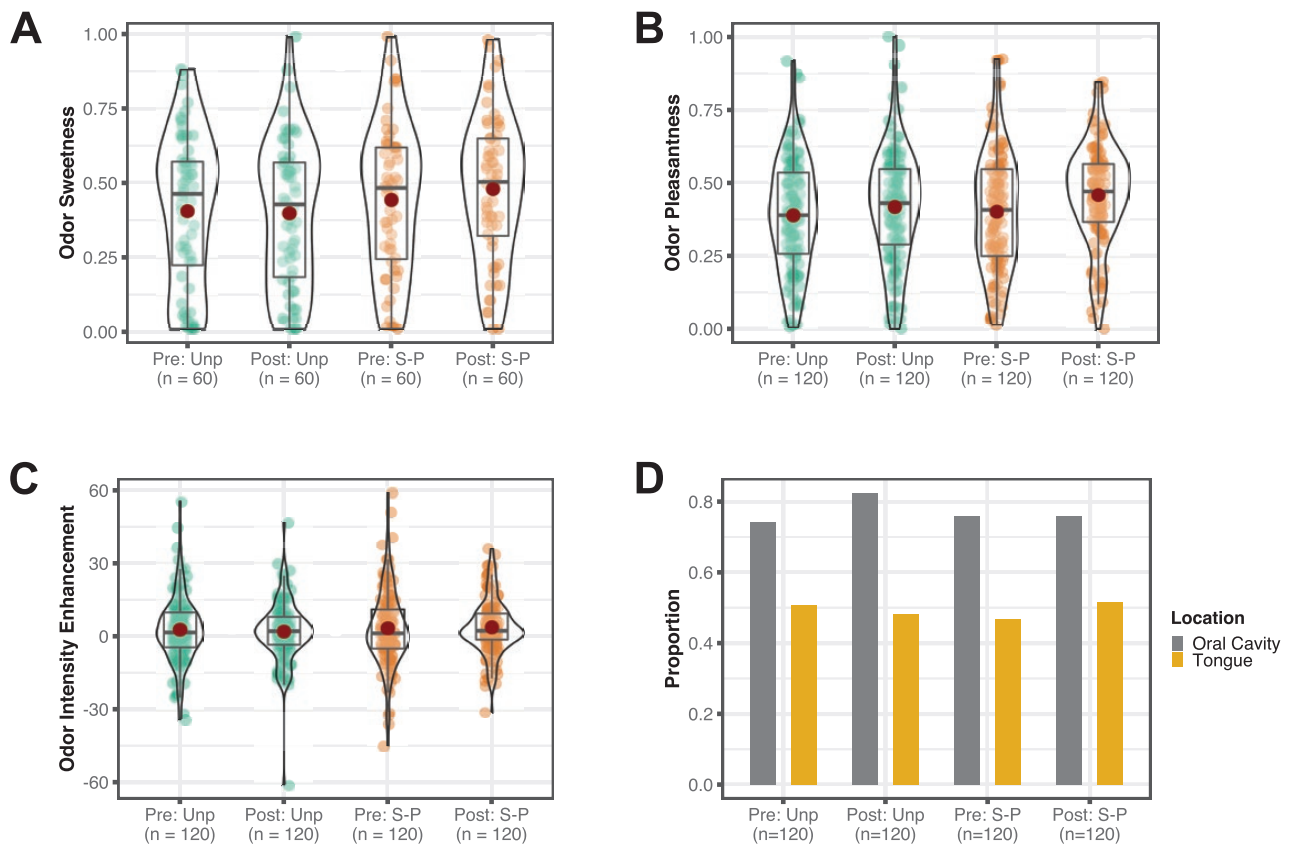 A
Odor Sweetness
1.00
0.75
0.50
0.25
0.00
Pre: Unp
(n = 60)
Post: Unp
(n = 60)
Pre: S-P
(n = 60)
Post: S-P
(n = 60)
B
Odor Pleasantness
1.00
0.75
0.50
0.25
0.00
Pre: Unp
(n = 120)
Post: Unp
(n = 120)
Pre: S-P
(n = 120)
Post: S-P
(n = 120)
C
Odor Intensity Enhancement
60
30
0
-30
-60
Pre: Unp
(n = 120)
Post: Unp
(n = 120)
Pre: S-P
(n = 120)
Post: S-P
(n = 120)
D
Proportion
0.8
0.6
0.4
0.2
0.0
Pre: Unp
(n=120)
Post: Unp
(n=120)
Pre: S-P
(n=120)
Post: S-P
(n=120)
Location
Oral Cavity
Tongue